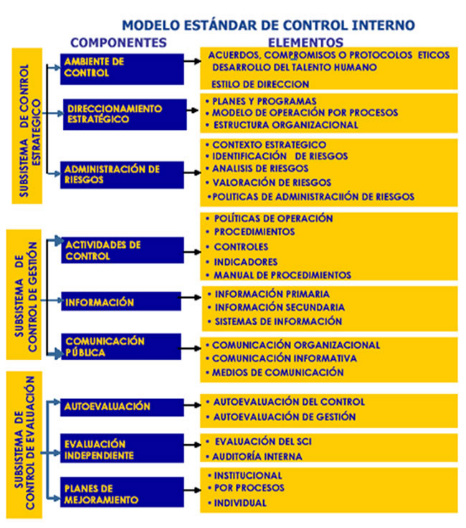 MODELO ESTÁNDAR DE CONTROL INTERNO
COMPONENTES
ELEMENTOS
SUBSISTEMA DE CONTROL
ESTRATEGICO
AMBIENTE DE
CONTROL
ACUERDOS, COMPROMISOS O PROTOCOLOS ETICOS
DESARROLLO DEL TALENTO HUMANO
ESTILO DE DIRECCION
DIRECCIONAMIENTO
ESTRATÉGICO
• PLANES Y PROGRAMAS
• MODELO DE OPERACIÓN POR PROCESOS
• ESTRUCTURA ORGANIZACIONAL
ADMINISTRACIÓN DE
RIESGOS
• CONTEXTO ESTRATEGICO
• IDENTIFICACIÓN DE RIESGOS
• ANALISIS DE RIESGOS
• VALORACIÓN DE RIESGOS
•POLITICAS DE ADMINISTRACIIÓN DE RIESGOS
SUBSISTEMA DE
CONTROL DE GESTIÓN
ACTIVIDADES DE
CONTROL
• POLÍTICAS DE OPERACIÓN
• PROCEDIMIENTOS
• CONTROLES
• INDICADORES
• MANUAL DE PROCEDIMIENTOS
INFORMACIÓN
• INFORMACIÓN PRIMARIA
• INFORMACIÓN SECUNDARIA
• SISTEMAS DE INFORMACIÓN
COMUNICACIÓN
PÚBLICA
• COMUNICACIÓN ORGANIZACIONAL
• COMUNICACIÓN INFORMATIVA
• MEDIOS DE COMUNICACIÓN
SUBSISTEMA DE
CONTROL DE EVALUACIÓN
AUTOEVALUACIÓN
• AUTOEVALUACIÓN DEL CONTROL
• AUTOEVALUACIÓN DE GESTIÓN
EVALUACIÓN
INDEPENDIENTE
• EVALUACIÓN DEL SCI
• AUDITORÍA INTERNA
PLANES DE
MEJORAMIENTO
• INSTITUCIONAL
• POR PROCESOS
• INDIVIDUAL